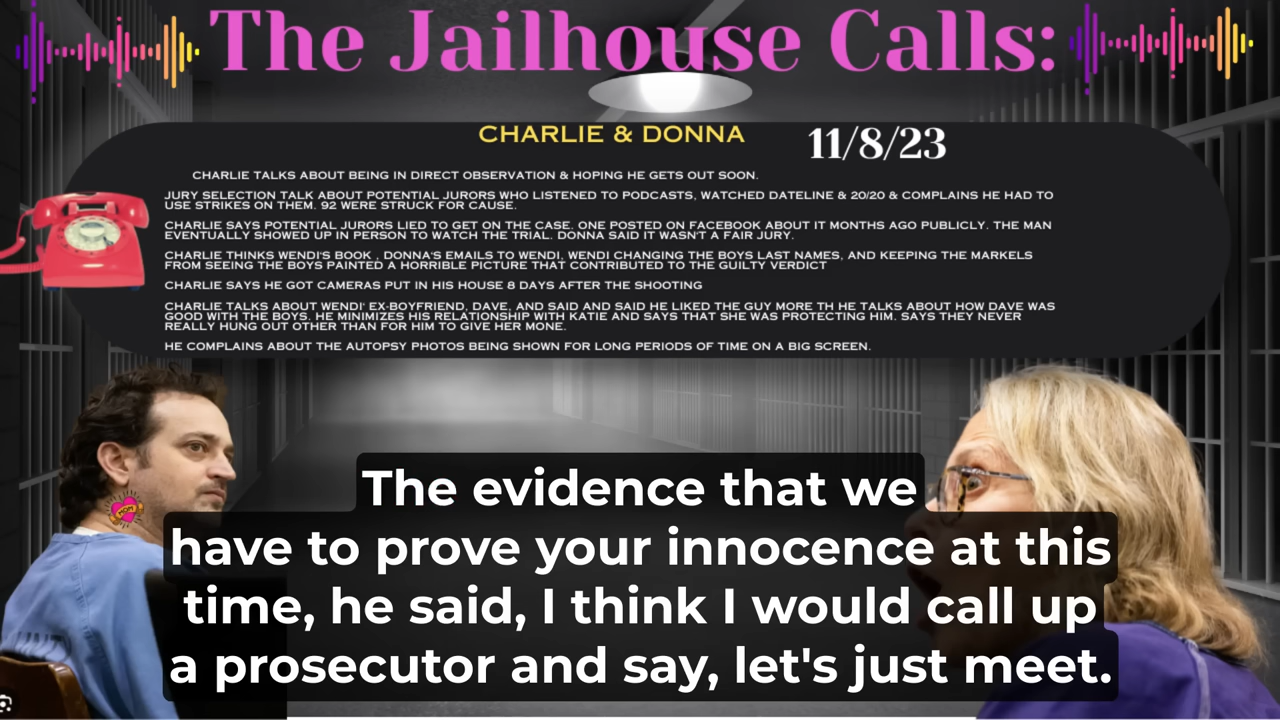 The Jailhouse Calls:
CHARLIE & DONNA
11/8/23
CHARLIE TALKS ABOUT BEING IN DIRECT OBSERVATION & HOPING HE GETS OUT SOON.
JURY SELECTION TALK ABOUT POTENTIAL JURORS WHO LISTENED TO PODCASTS, WATCHED DATELINE & 20/20 & COMPLAINS HE HAD TO
USE STRIKES ON THEM. 92 WERE STRUCK FOR CAUSE.
CHARLIE SAYS POTENTIAL JURORS LIED TO GET ON THE CASE. ONE POSTED ON FACEBOOK ABOUT IT MONTHS AGO PUBLICLY. THE MAN
EVENTUALLY SHOWED UP IN PERSON TO WATCH THE TRIAL. DONNA SAID IT WASN'T A FAIR JURY.
CHARLIE THINKS WENDI'S BOOK , DONNA'S EMAILS TO WENDI, WENDI CHANGING THE BOYS LAST NAMES, AND KEEPING THE MARKELS
FROM SEEING THE BOYS PAINTED A HORRIBLE PICTURE THAT CONTRIBUTED TO THE GUILTY VERDICT
CHARLIE SAYS HE GOT CAMERAS PUT IN HIS HOUSE 8 DAYS AFTER THE SHOOTING
CHARLIE TALKS ABOUT WENDI' EX-BOYFRIEND, DAVE, AND SAID AND SAID HE LIKED THE GUY MORE TH HE TALKS ABOUT HOW DAVE WAS
GOOD WITH THE BOYS. HE MINIMIZES HIS RELATIONSHIP WITH KATIE AND SAYS THAT SHE WAS PROTECTING HIM. SAYS THEY NEVER
REALLY HUNG OUT OTHER THAN FOR HIM TO GIVE HER MONE.
HE COMPLAINS ABOUT THE AUTOPSY PHOTOS BEING SHOWN FOR LONG PERIODS OF TIME ON A BIG SCREEN.
MOM
The evidence that we
have to prove your innocence at this
time, he said, I think I would call up
a prosecutor and say, let's just meet.